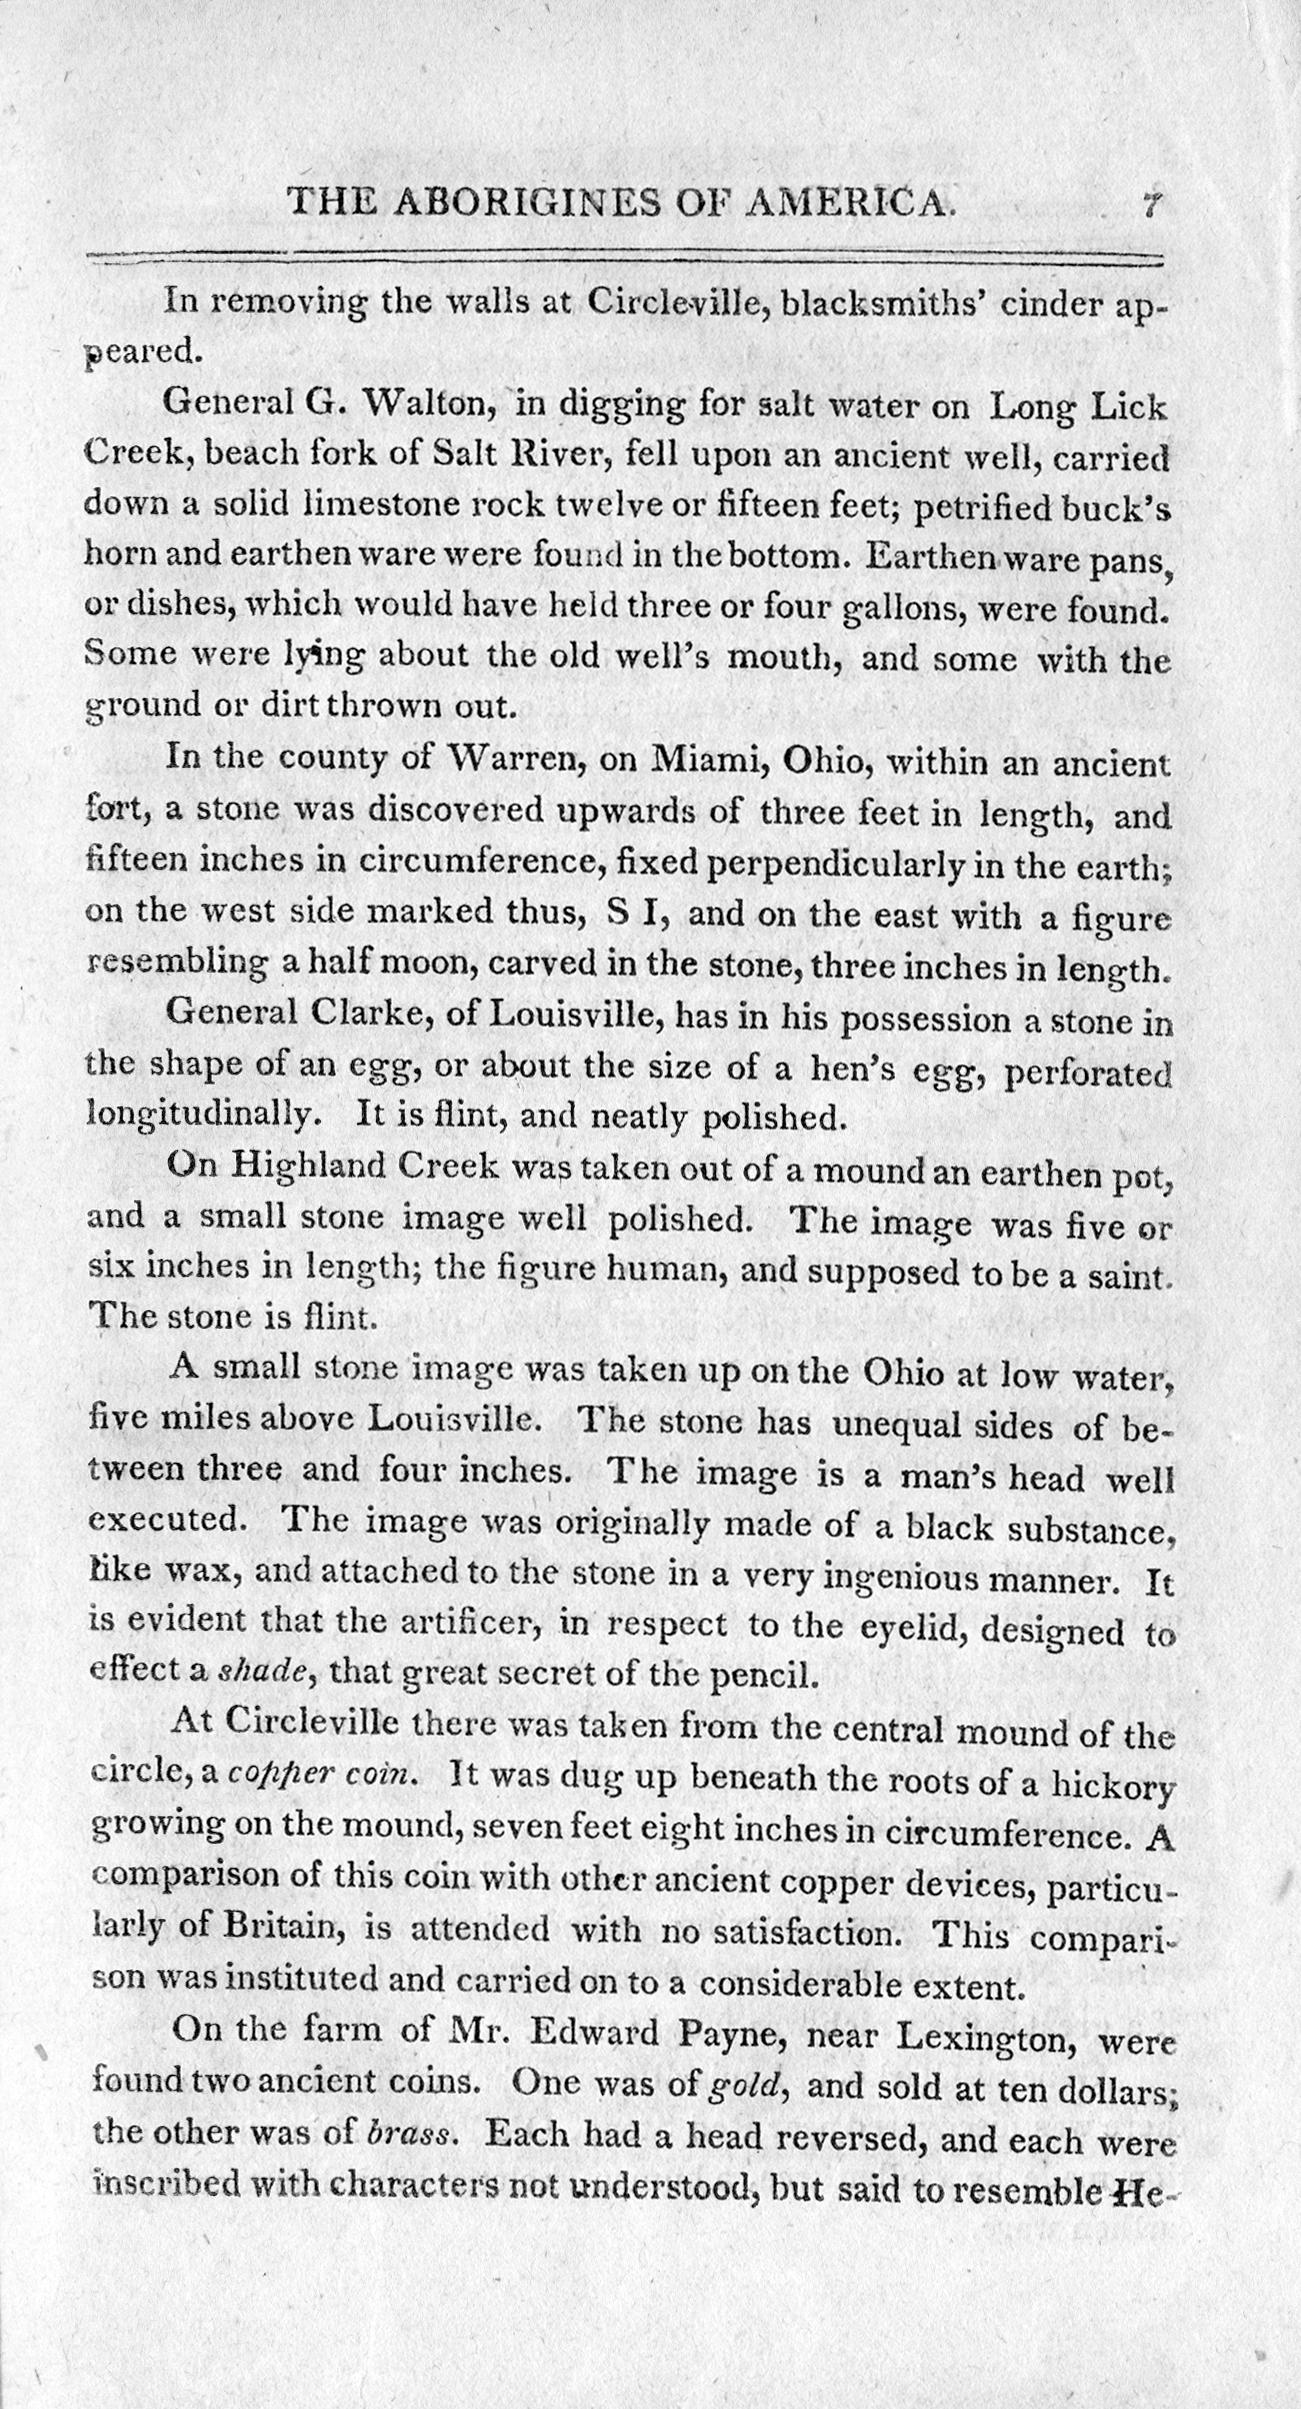 THE ABORIGINES OF AMERICA. 7
In removing the walls at Circleville, blacksmiths' cinder ap-
peared.
General G. Walton, in digging for salt water on Long Lick
Creek, beach fork of Salt River, fell upon an ancient well, carried
down a solid limestone rock twelve or fifteen feet; petrified buck's
horn and earthen ware were found in the bottom. Earthen ware pans,
or dishes, which would have held three or four gallons, were found.
Some were lying about the old well's mouth, and some with the
ground or dirt thrown out.
In the county of Warren, on Miami, Ohio, within an ancient
fort, a stone was discovered upwards of three feet in length, and
fifteen inches in circumference, fixed perpendicularly in the earth;
on the west side marked thus, S I, and on the east with a figure
resembling a half moon, carved in the stone, three inches in length.
General Clarke, of Louisville, has in his possession a stone in
the shape of an egg, or about the size of a hen's egg, perforated
longitudinally. It is flint, and neatly polished.
On Highland Creek was taken out of a mound an earthen pot,
and a small stone image well polished. The image was five or
six inches in length; the figure human, and supposed to be a saint.
The stone is flint.
A small stone image was taken up on the Ohio at low water,
five miles above Louisville. The stone has unequal sides of be-
tween three and four inches. The image is a man's head well
executed. The image was originally made of a black substance,
like wax, and attached to the stone in a very ingenious manner. It
is evident that the artificer, in respect to the eyelid, designed to
effect a shade, that great secret of the pencil.
At Circleville there was taken from the central mound of the
circle, a copper coin. It was dug up beneath the roots of a hickory
growing on the mound, seven feet eight inches in circumference. A
comparison of this coin with other ancient copper devices, particu-
larly of Britain, is attended with no satisfaction. This compari-
son was instituted and carried on to a considerable extent.
On the farm of Mr. Edward Payne, near Lexington, were
found two ancient coins. One was of gold, and sold at ten dollars;
the other was of brass. Each had a head reversed, and each were
inscribed with characters not understood, but said to resemble He-